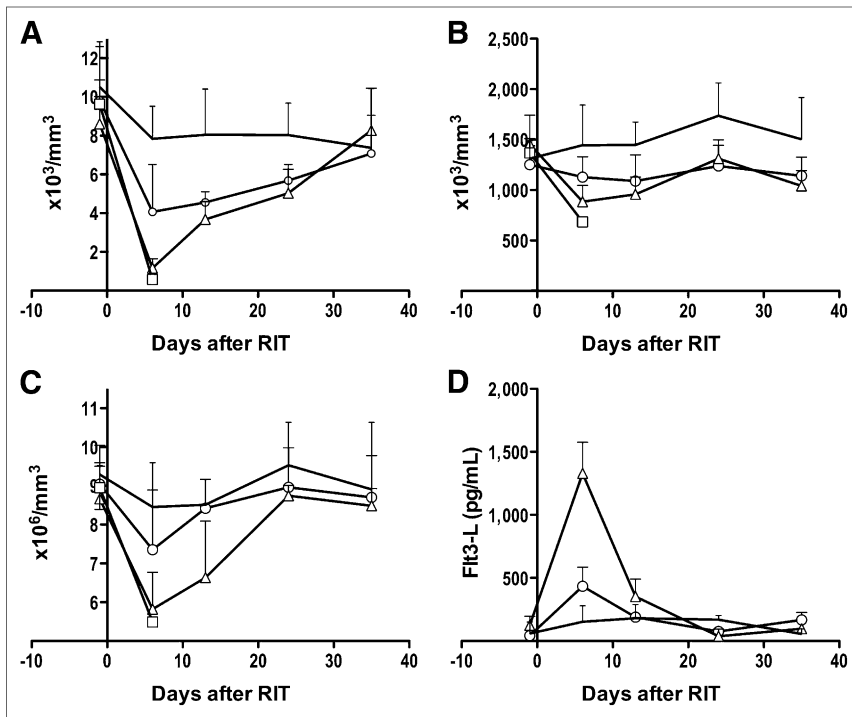 A
x10³/mm³
12
10
8
6
4
2
-10 0 10 20 30 40
Days after RIT
B
x10³/mm³
2,500
2,000
1,500
1,000
500
-10 0 10 20 30 40
Days after RIT
C
x10⁶/mm³
11
10
9
8
7
6
-10 0 10 20 30 40
Days after RIT
D
Flt3-L (pg/mL)
2,000
1,500
1,000
500
-10 0 10 20 30 40
Days after RIT